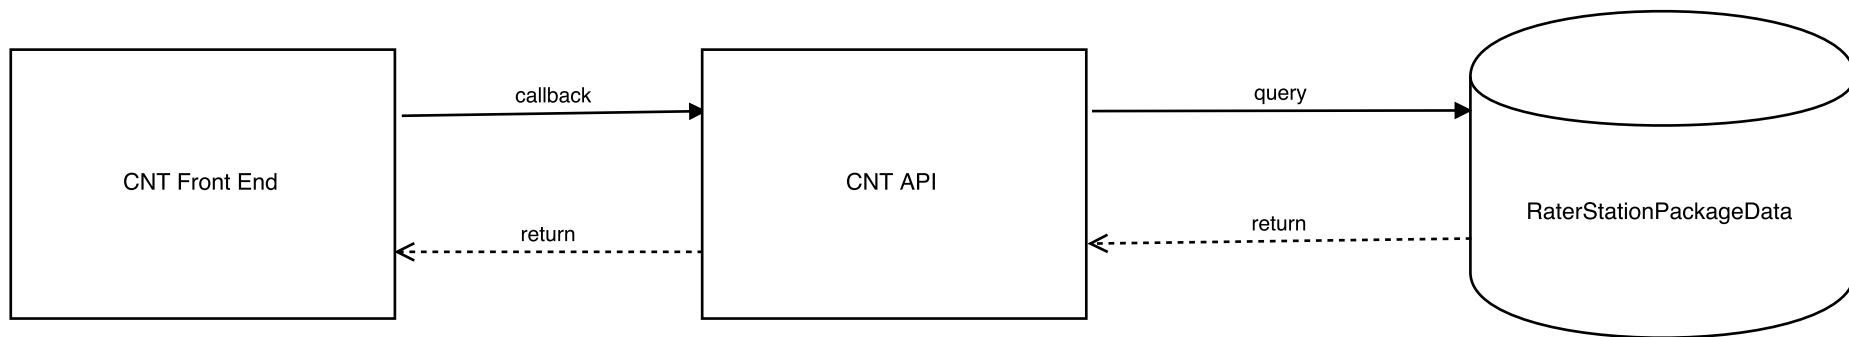 callback
query
CNT Front End
CNT API
RaterStationPackageData
return
return